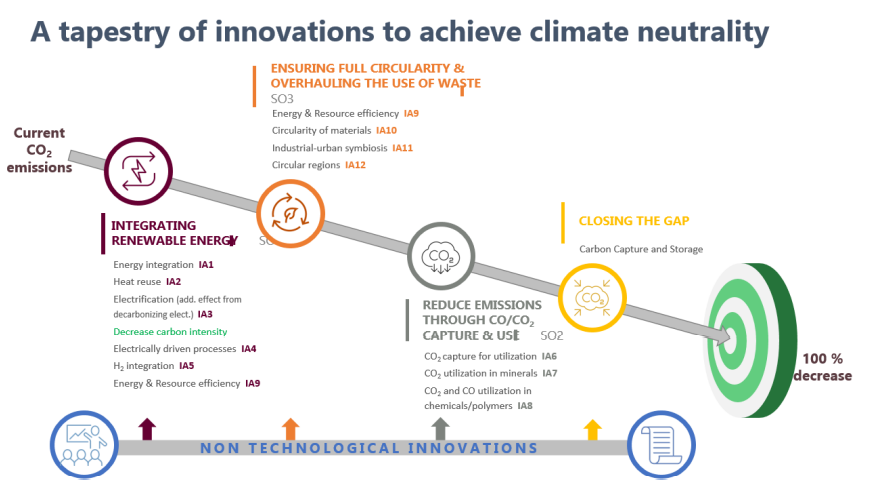 A tapestry of innovations to achieve climate neutrality
ENSURING FULL CIRCULARITY &
OVERHAULING THE USE OF WASTE
SO3
Energy & Resource efficiency IA9
Circularity of materials IA10
Industrial-urban symbiosis IA11
Circular regions IA12
Current
CO₂
emissions
INTEGRATING
RENEWABLE ENERGY
Energy integration IA1
Heat reuse IA2
Electrification (add. effect from
decarbonizing elect.) IA3
Decrease carbon intensity
Electrically driven processes IA4
H₂ integration IA5
Energy & Resource efficiency IA9
CO₂
REDUCE EMISSIONS
THROUGH CO/CO₂
CAPTURE & USE SO2
CO₂ capture for utilization IA6
CO₂ utilization in minerals IA7
CO₂ and CO utilization in
chemicals/polymers IA8
CLOSING THE GAP
Carbon Capture and Storage
CO₂
100 %
decrease
NON TECHNOLOGICAL INNOVATIONS